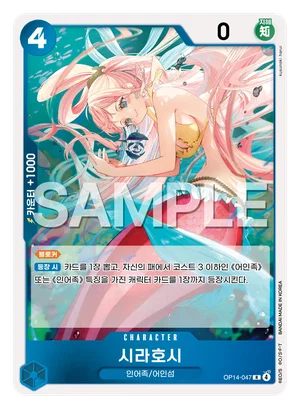 4
0
지혜
知
카운터 +1000
SAMPLE
블로커
등장 시 카드를 1장 뽑고, 자신의 패에서 코스트 3 이하인 《어인족》
또는 《인어족》 특징을 가진 캐릭터 카드를 1장까지 등장시킨다.
CHARACTER
시라호시
인어족/어인섬
OP14-047 R
BANDAI MADE IN KOREA